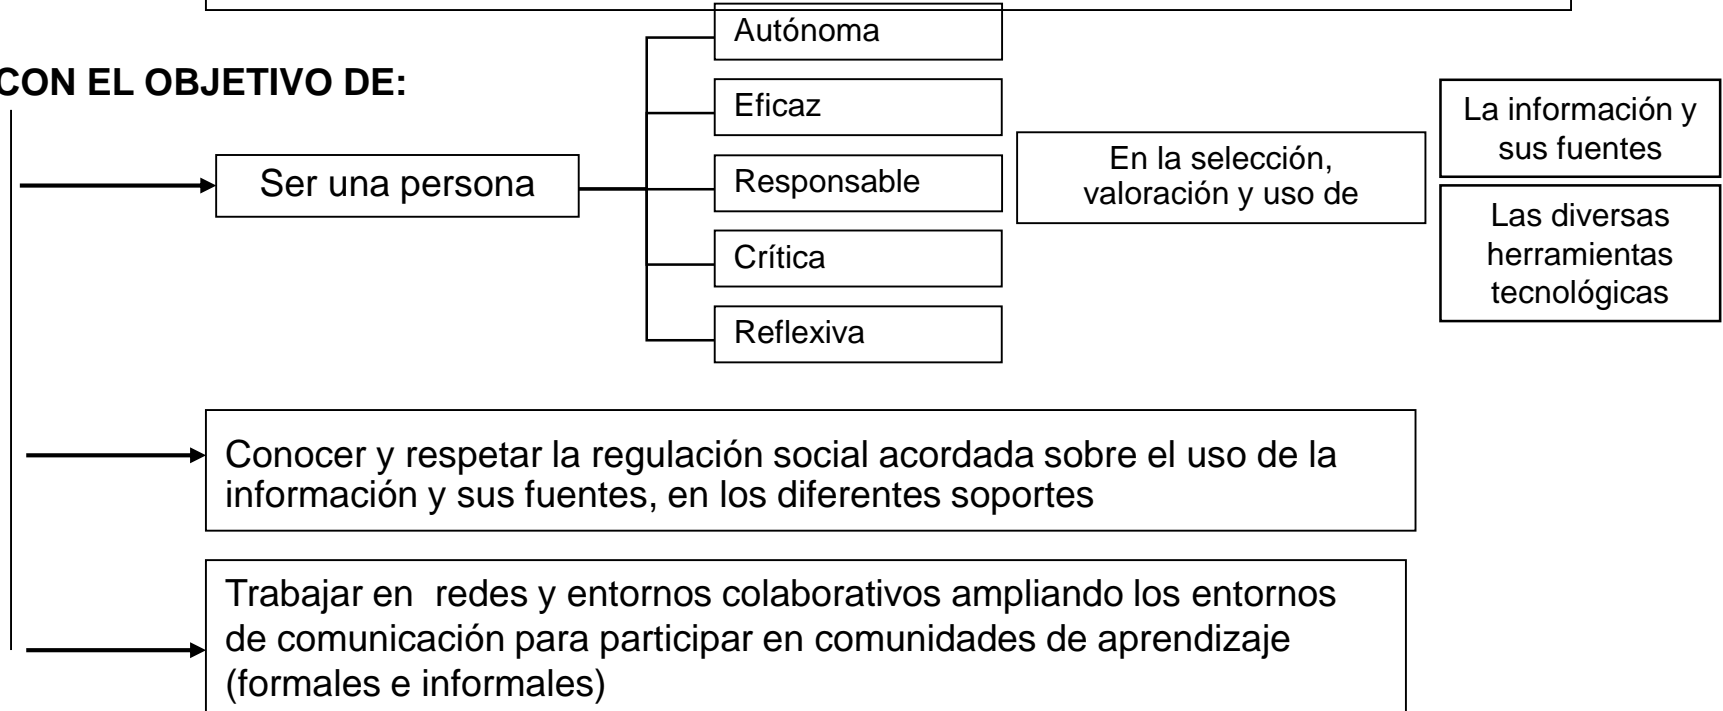 CON EL OBJETIVO DE:
Ser una persona
Autónoma
Eficaz
Responsable
Crítica
Reflexiva
En la selección,
valoración y uso de
La información y
sus fuentes
Las diversas
herramientas
tecnológicas
Conocer y respetar la regulación social acordada sobre el uso de la
información y sus fuentes, en los diferentes soportes
Trabajar en redes y entornos colaborativos ampliando los entornos
de comunicación para participar en comunidades de aprendizaje
(formales e informales)